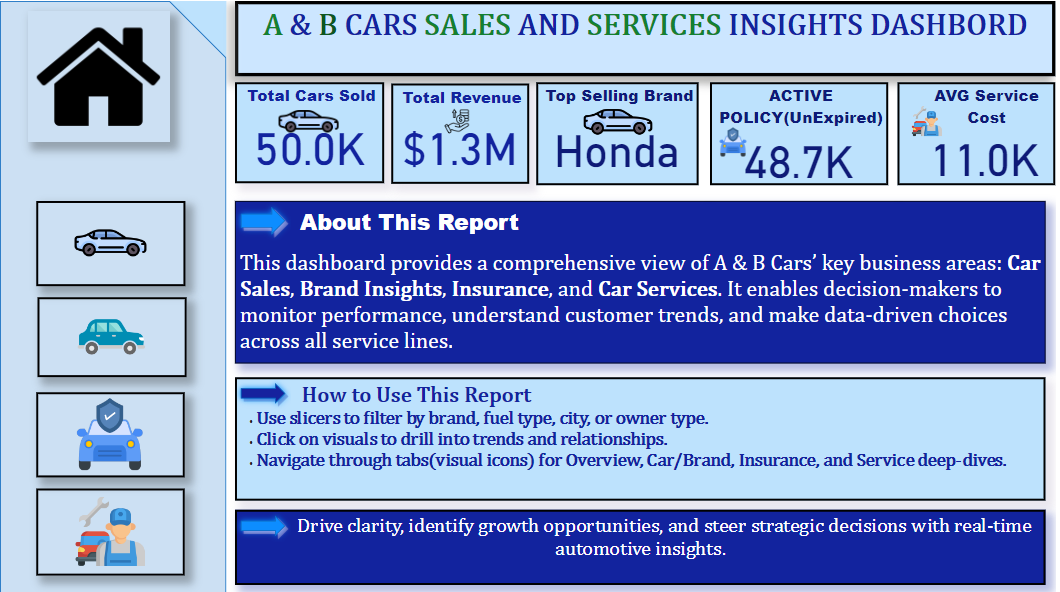 A & B CARS SALES AND SERVICES INSIGHTS DASHBORD
Total Cars Sold
50.0K
Total Revenue
$1.3M
Top Selling Brand
Honda
ACTIVE
POLICY(UnExpired)
48.7K
AVG Service
Cost
11.0K
About This Report
This dashboard provides a comprehensive view of A & B Cars’ key business areas: Car
Sales, Brand Insights, Insurance, and Car Services. It enables decision-makers to
monitor performance, understand customer trends, and make data-driven choices
across all service lines.
How to Use This Report
· Use slicers to filter by brand, fuel type, city, or owner type.
· Click on visuals to drill into trends and relationships.
· Navigate through tabs(visual icons) for Overview, Car/Brand, Insurance, and Service deep-dives.
Drive clarity, identify growth opportunities, and steer strategic decisions with real-time
automotive insights.